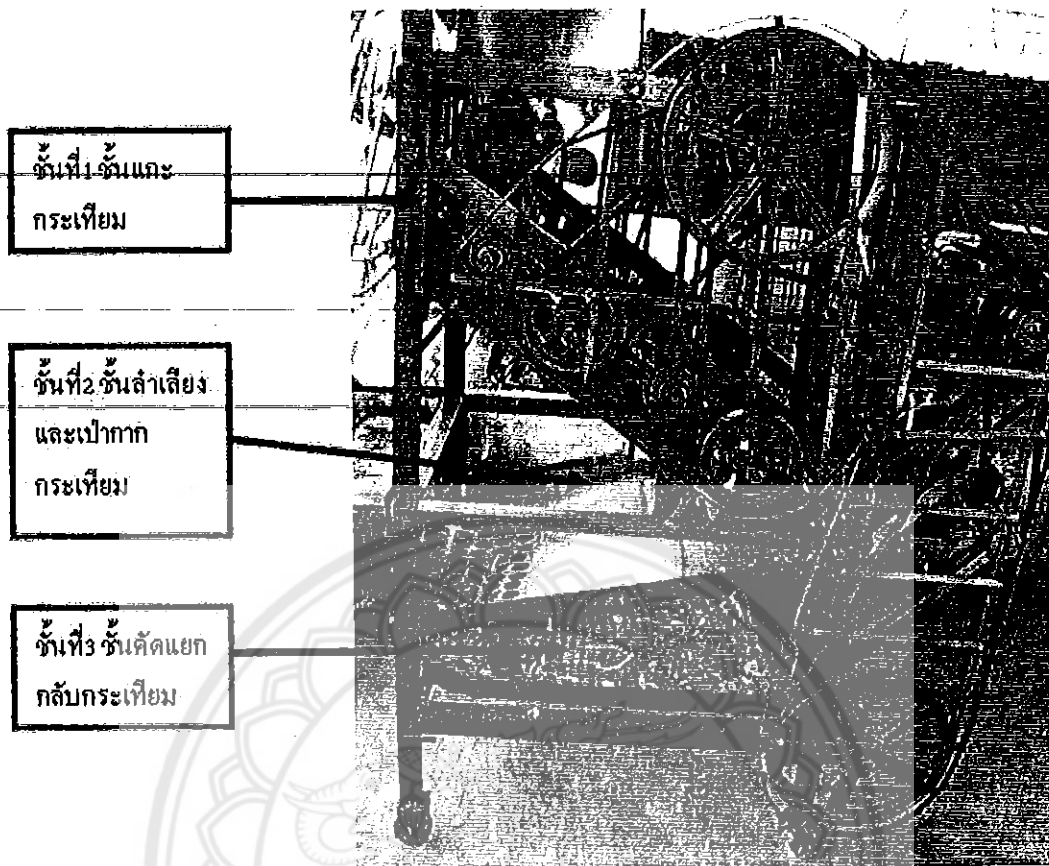 ชั้นที่1 ชั้นแกะ
กระเทียม
ชั้นที่2 ชั้นลำเลียง
และเป่ากาก
กระเทียม
ชั้นที่3 ชั้นคัดแยก
กลีบกระเทียม